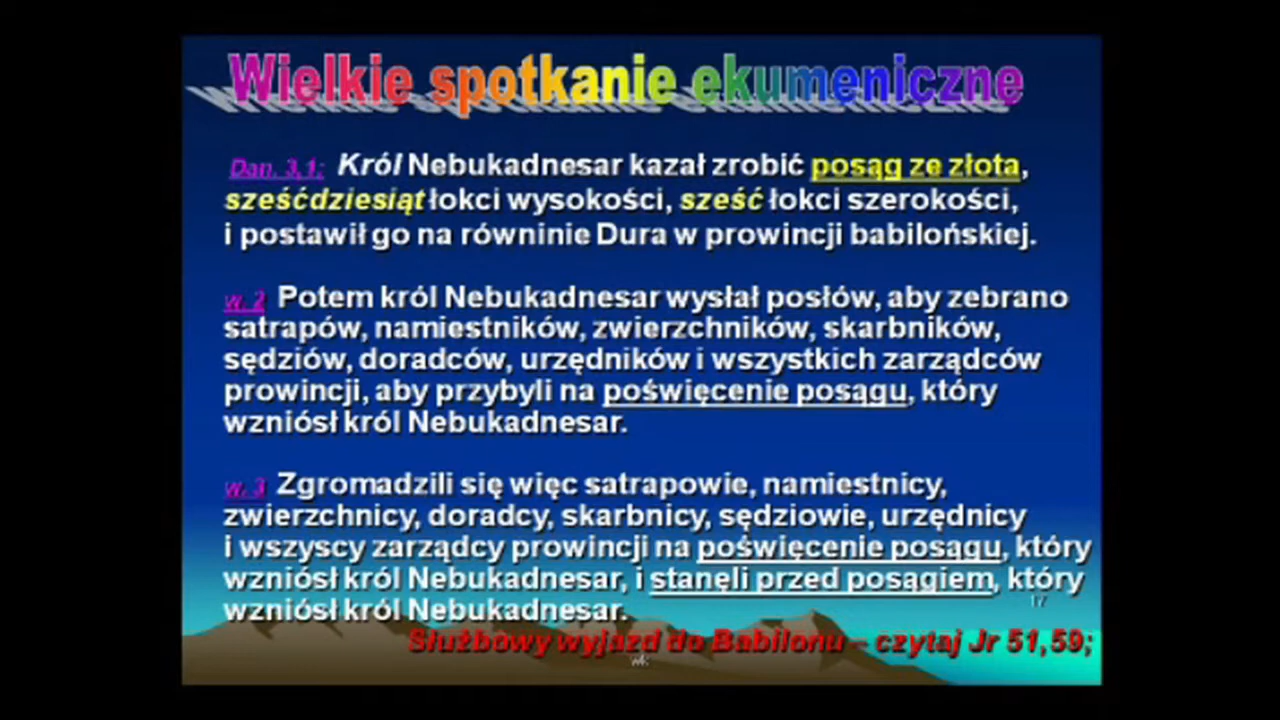 Wielkie spotkanie ekumeniczne
Dan. 3,1: Król Nebukadnesar kazał zrobić posąg ze złota,
sześćdziesiąt łokci wysokości, sześć łokci szerokości,
i postawił go na równinie Dura w prowincji babilońskiej.
w. 2 Potem król Nebukadnesar wysłał posłów, aby zebrano
satrapów, namiestników, zwierzchników, skarbników,
sędziów, doradców, urzędników i wszystkich zarządców
prowincji, aby przybyli na poświęcenie posągu, który
wzniósł król Nebukadnesar.
w. 3 Zgromadzili się więc satrapowie, namiestnicy,
zwierzchnicy, doradcy, skarbnicy, sędziowie, urzędnicy
i wszyscy zarządcy prowincji na poświęcenie posągu, który
wzniósł król Nebukadnesar, i stanęli przed posągiem, który
wzniósł król Nebukadnesar.
17
Służbowy wyjazd do Babilonu – czytaj Jr 51,59;